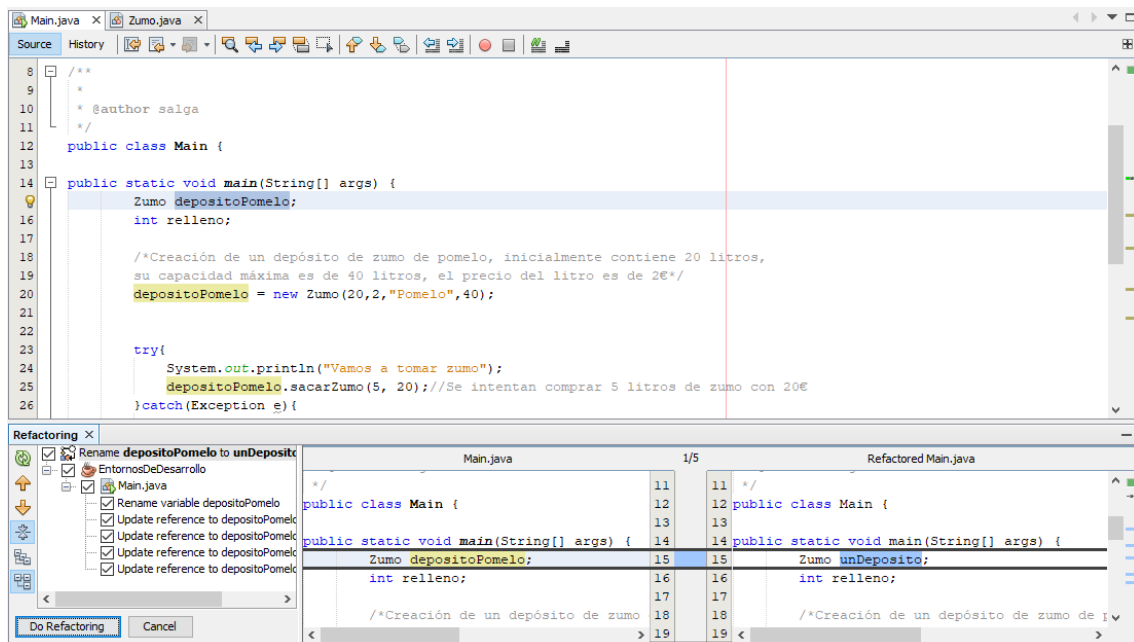 Main.java
Zumo.java
Source
History
8 /**
9 *
10 * @author salga
11 */
12 public class Main {
13
14 public static void main(String[] args) {
Zumo depositoPomelo;
16 int relleno;
17
18 /*Creación de un depósito de zumo de pomelo, inicialmente contiene 20 litros,
19 su capacidad máxima es de 40 litros, el precio del litro es de 2€*/
20 depositoPomelo = new Zumo(20,2,"Pomelo",40);
21
22
23 try{
24 System.out.println("Vamos a tomar zumo");
25 depositoPomelo.sacarZumo(5, 20);//Se intentan comprar 5 litros de zumo con 20€
26 }catch(Exception e){
Refactoring
Rename depositoPomelo to unDeposito
EntornosDeDesarrollo
Main.java
Rename variable depositoPomelo
Update reference to depositoPomelo
Update reference to depositoPomelo
Update reference to depositoPomelo
Update reference to depositoPomelo
Do Refactoring
Cancel
Main.java
1/5
Refactored Main.java
*/ 11
public class Main { 12
13
public static void main(String[] args) { 14
Zumo depositoPomelo; 15
int relleno; 16
17
/*Creación de un depósito de zumo 18
19
11 */
12 public class Main {
13
14 public static void main(String[] args) {
15 Zumo unDeposito;
16 int relleno;
17
18 /*Creación de un depósito de zumo de p
19